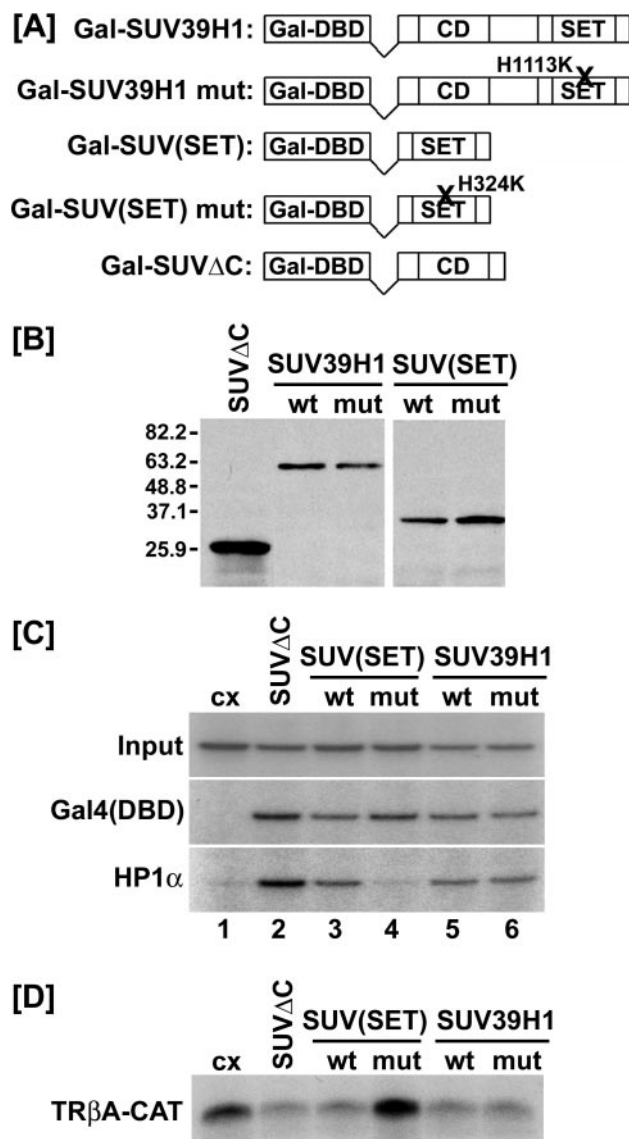 [A]
Gal-SUV39H1: Gal-DBD CD SET
H1113K
X
Gal-SUV39H1 mut: Gal-DBD CD SET
Gal-SUV(SET): Gal-DBD SET
X H324K
Gal-SUV(SET) mut: Gal-DBD SET
Gal-SUVΔC: Gal-DBD CD
[B]
SUVΔC
SUV39H1 SUV(SET)
wt mut wt mut
82.2-
63.2-
48.8-
37.1-
25.9-
[C]
SUVΔC
SUV(SET) SUV39H1
cx wt mut wt mut
Input
Gal4(DBD)
HP1α
1 2 3 4 5 6
[D]
SUVΔC
SUV(SET) SUV39H1
cx wt mut wt mut
TRβA-CAT